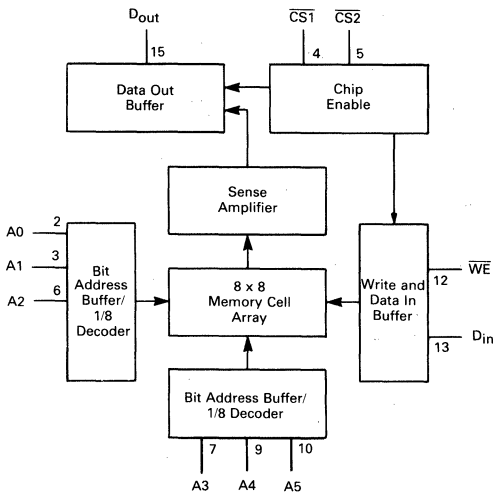 Dout
CS1 CS2
15
4 5
Data Out
Buffer
Chip
Enable
Sense
Amplifier
A0 2
A1 3
A2 6
Bit
Address
Buffer/
1/8
Decoder
8 x 8
Memory Cell
Array
Write and
Data In
Buffer
WE
12
Din
13
Bit Address Buffer/
1/8 Decoder
7 9 10
A3 A4 A5